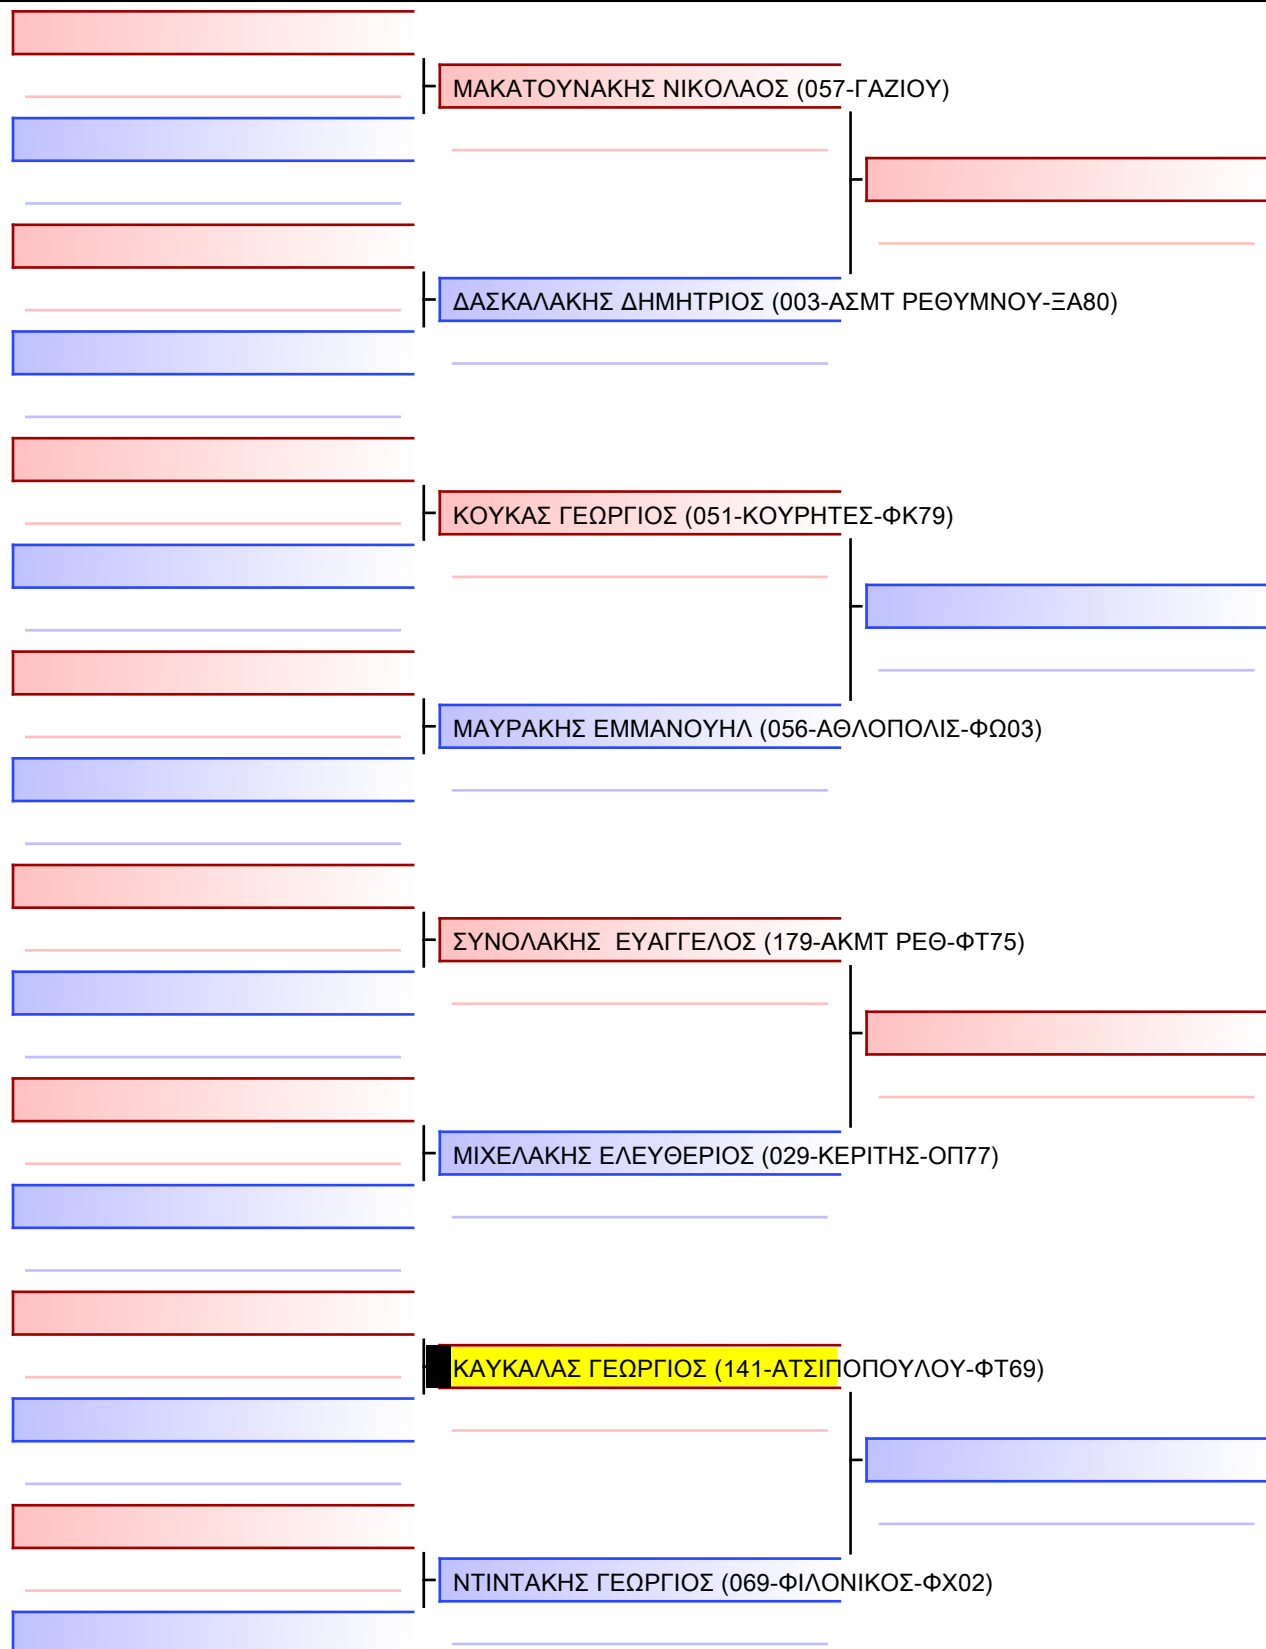 ΜΑΚΑΤΟΥΝΑΚΗΣ ΝΙΚΟΛΑΟΣ (057-ΓΑΖΙΟΥ)
ΔΑΣΚΑΛΑΚΗΣ ΔΗΜΗΤΡΙΟΣ (003-ΑΣΜΤ ΡΕΘΥΜΝΟΥ-ΞΑ80)
ΚΟΥΚΑΣ ΓΕΩΡΓΙΟΣ (051-ΚΟΥΡΗΤΕΣ-ΦΚ79)
ΜΑΥΡΑΚΗΣ ΕΜΜΑΝΟΥΗΛ (056-ΑΘΛΟΠΟΛΙΣ-ΦΩ03)
ΣΥΝΟΛΑΚΗΣ  ΕΥΑΓΓΕΛΟΣ (179-ΑΚΜΤ ΡΕΘ-ΦΤ75)
ΜΙΧΕΛΑΚΗΣ ΕΛΕΥΘΕΡΙΟΣ (029-ΚΕΡΙΤΗΣ-ΟΠ77)
ΚΑΥΚΑΛΑΣ ΓΕΩΡΓΙΟΣ (141-ΑΤΣΙΠΟΠΟΥΛΟΥ-ΦΤ69)
ΝΤΙΝΤΑΚΗΣ ΓΕΩΡΓΙΟΣ (069-ΦΙΛΟΝΙΚΟΣ-ΦΧ02)